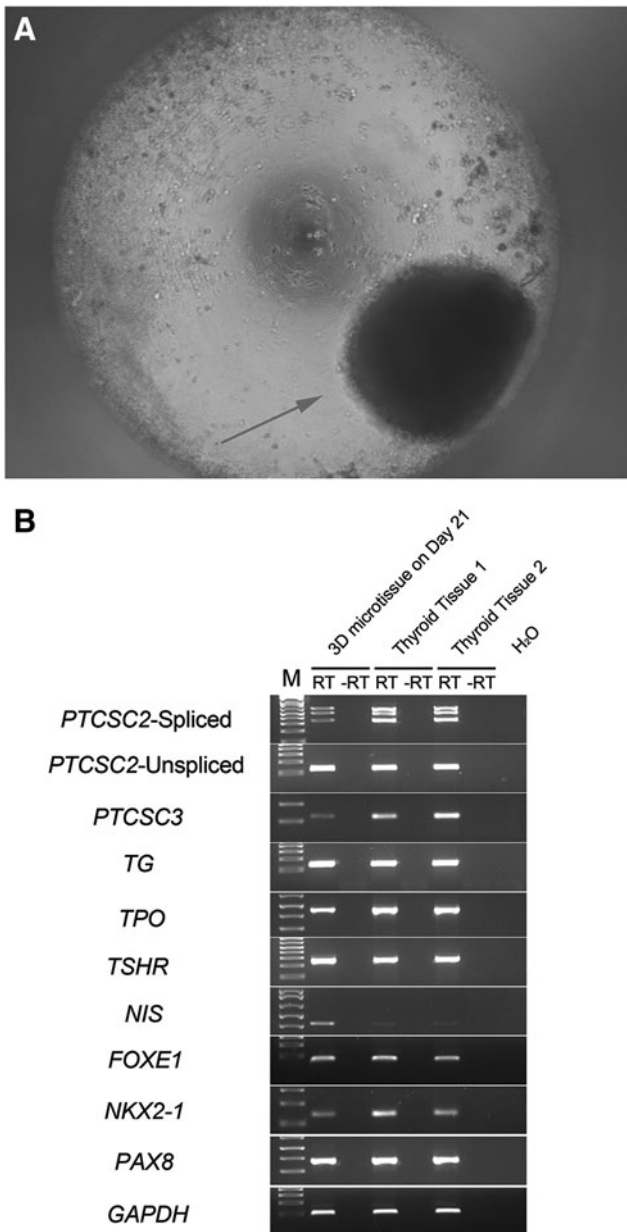 A
B
3D microtissue on Day 21
Thyroid Tissue 1
Thyroid Tissue 2
H₂O
M RT -RT RT -RT RT -RT
PTCSC2-Spliced
PTCSC2-Unspliced
PTCSC3
TG
TPO
TSHR
NIS
FOXE1
NKX2-1
PAX8
GAPDH